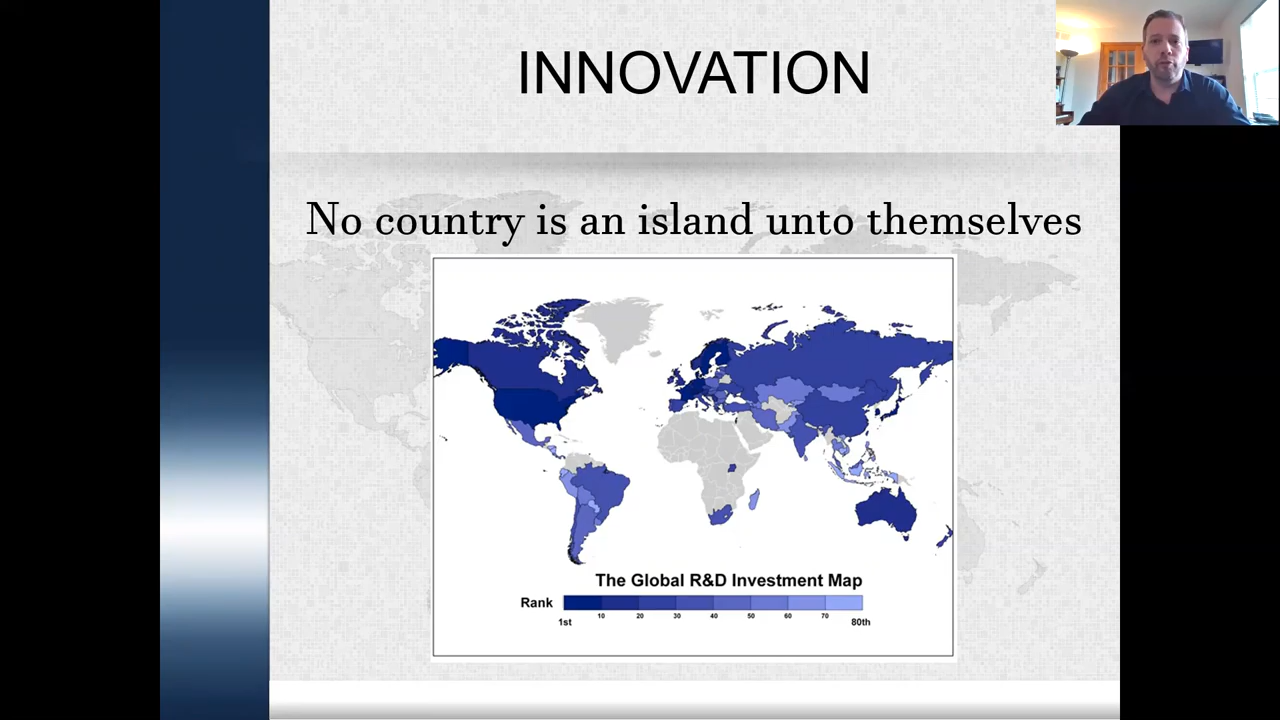 INNOVATION
No country is an island unto themselves
The Global R&D Investment Map
Rank
10 20 30 40 50 60 70
1st 80th